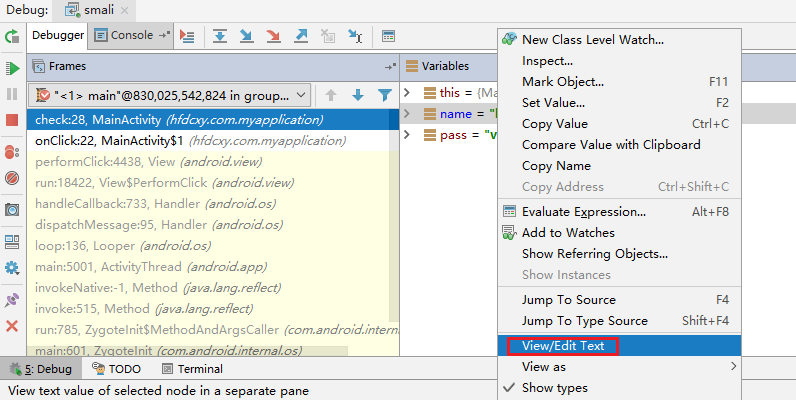 Debug: smali
Debugger Console
Frames
Variables
"<1> main"@830,025,542,824 in group...
check:28, MainActivity (hfdcxy.com.myapplication)
onClick:22, MainActivity$1 (hfdcxy.com.myapplication)
performClick:4438, View (android.view)
run:18422, View$PerformClick (android.view)
handleCallback:733, Handler (android.os)
dispatchMessage:95, Handler (android.os)
loop:136, Looper (android.os)
main:5001, ActivityThread (android.app)
invokeNative:-1, Method (java.lang.reflect)
invoke:515, Method (java.lang.reflect)
run:785, ZygoteInit$MethodAndArgsCaller (com.android.internal
main:601, ZygoteInit (com.android.internal.os)
this = {Ma
name = "
pass = "v
New Class Level Watch...
Inspect...
Mark Object... F11
Set Value... F2
Copy Value Ctrl+C
Compare Value with Clipboard
Copy Name
Copy Address Ctrl+Shift+C
Evaluate Expression... Alt+F8
Add to Watches
Show Referring Objects...
Show Instances
Jump To Source F4
Jump To Type Source Shift+F4
View/Edit Text
View as
Show types
5: Debug TODO Terminal
View text value of selected node in a separate pane